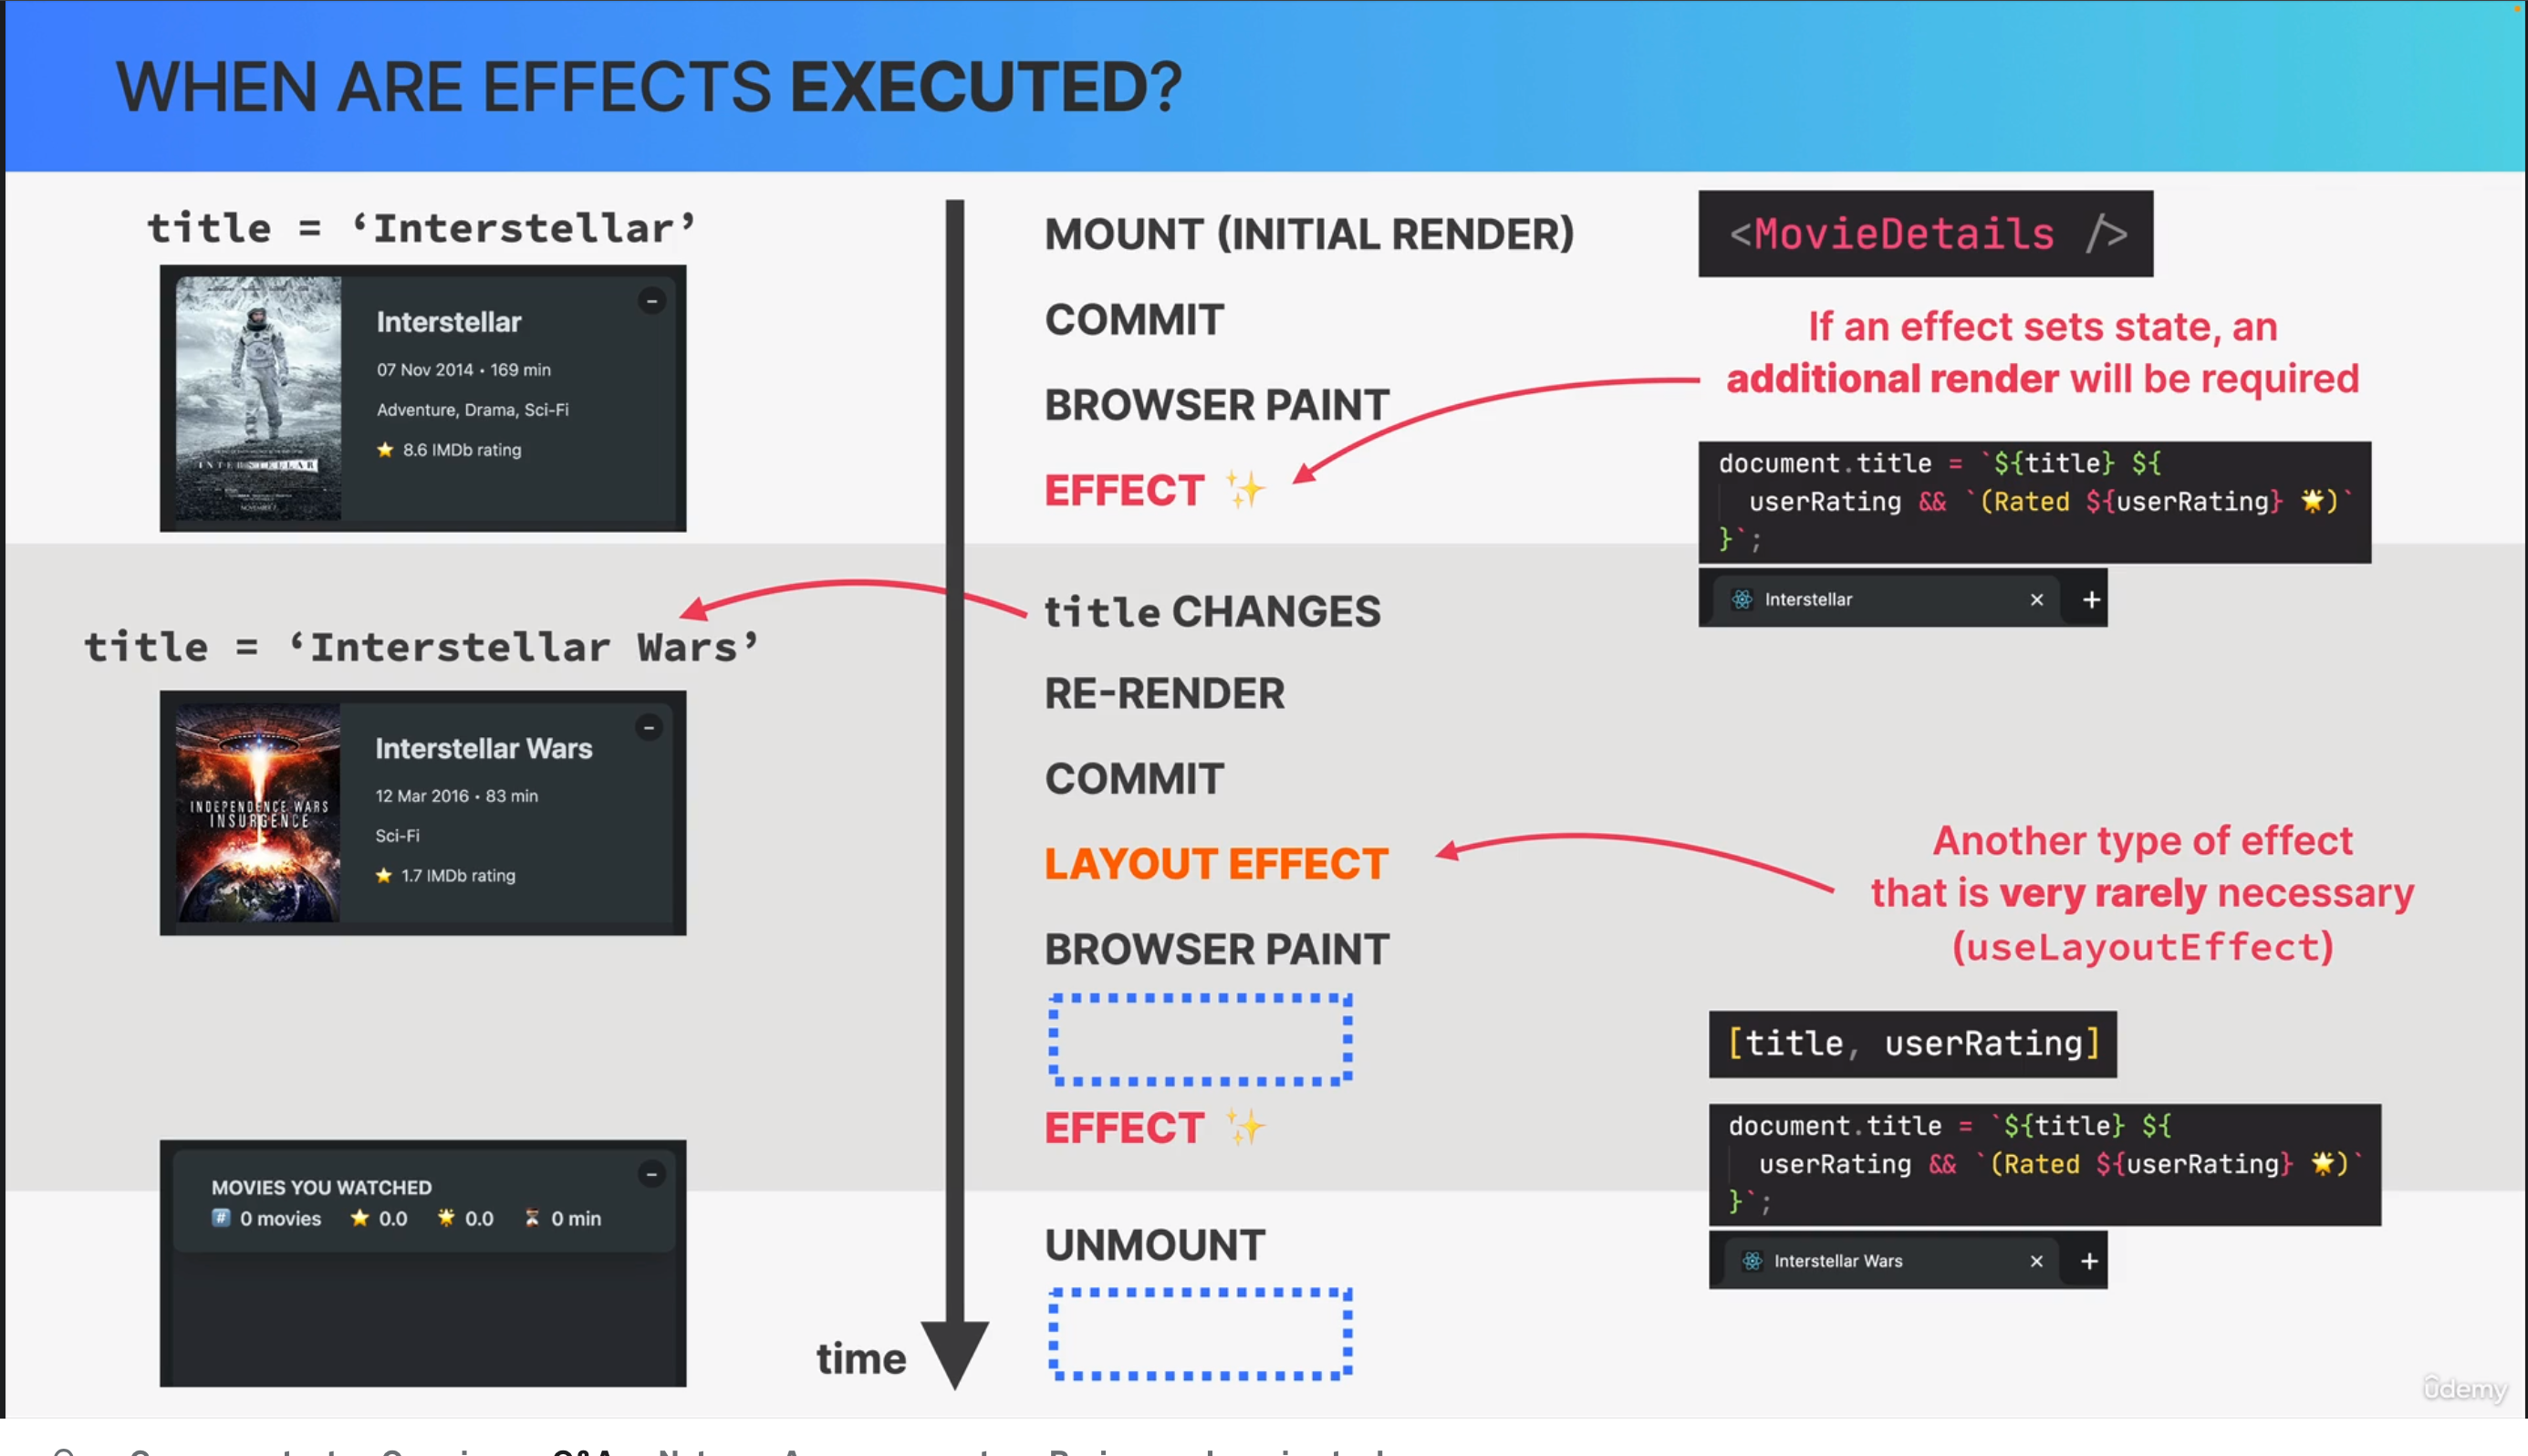 WHEN ARE EFFECTS EXECUTED?
title = ‘Interstellar’
Interstellar
07 Nov 2014 • 169 min
Adventure, Drama, Sci-Fi
⭐ 8.6 IMDb rating
INTERSTELLAR
MOUNT (INITIAL RENDER)
COMMIT
BROWSER PAINT
EFFECT ✨
<MovieDetails />
If an effect sets state, an
additional render will be required
document.title = `${title} ${
userRating && `(Rated ${userRating} 🌟)`
}`;
Interstellar × +
title = ‘Interstellar Wars’
Interstellar Wars
12 Mar 2016 • 83 min
Sci-Fi
⭐ 1.7 IMDb rating
INDEPENDENCE WARS
INSURGENCE
title CHANGES
RE-RENDER
COMMIT
LAYOUT EFFECT
BROWSER PAINT
EFFECT ✨
Another type of effect
that is very rarely necessary
(useLayoutEffect)
[title, userRating]
document.title = `${title} ${
userRating && `(Rated ${userRating} 🌟)`
}`;
Interstellar Wars × +
MOVIES YOU WATCHED
#️⃣ 0 movies ⭐ 0.0 🌟 0.0 ⏳ 0 min
UNMOUNT
time
ûdemy